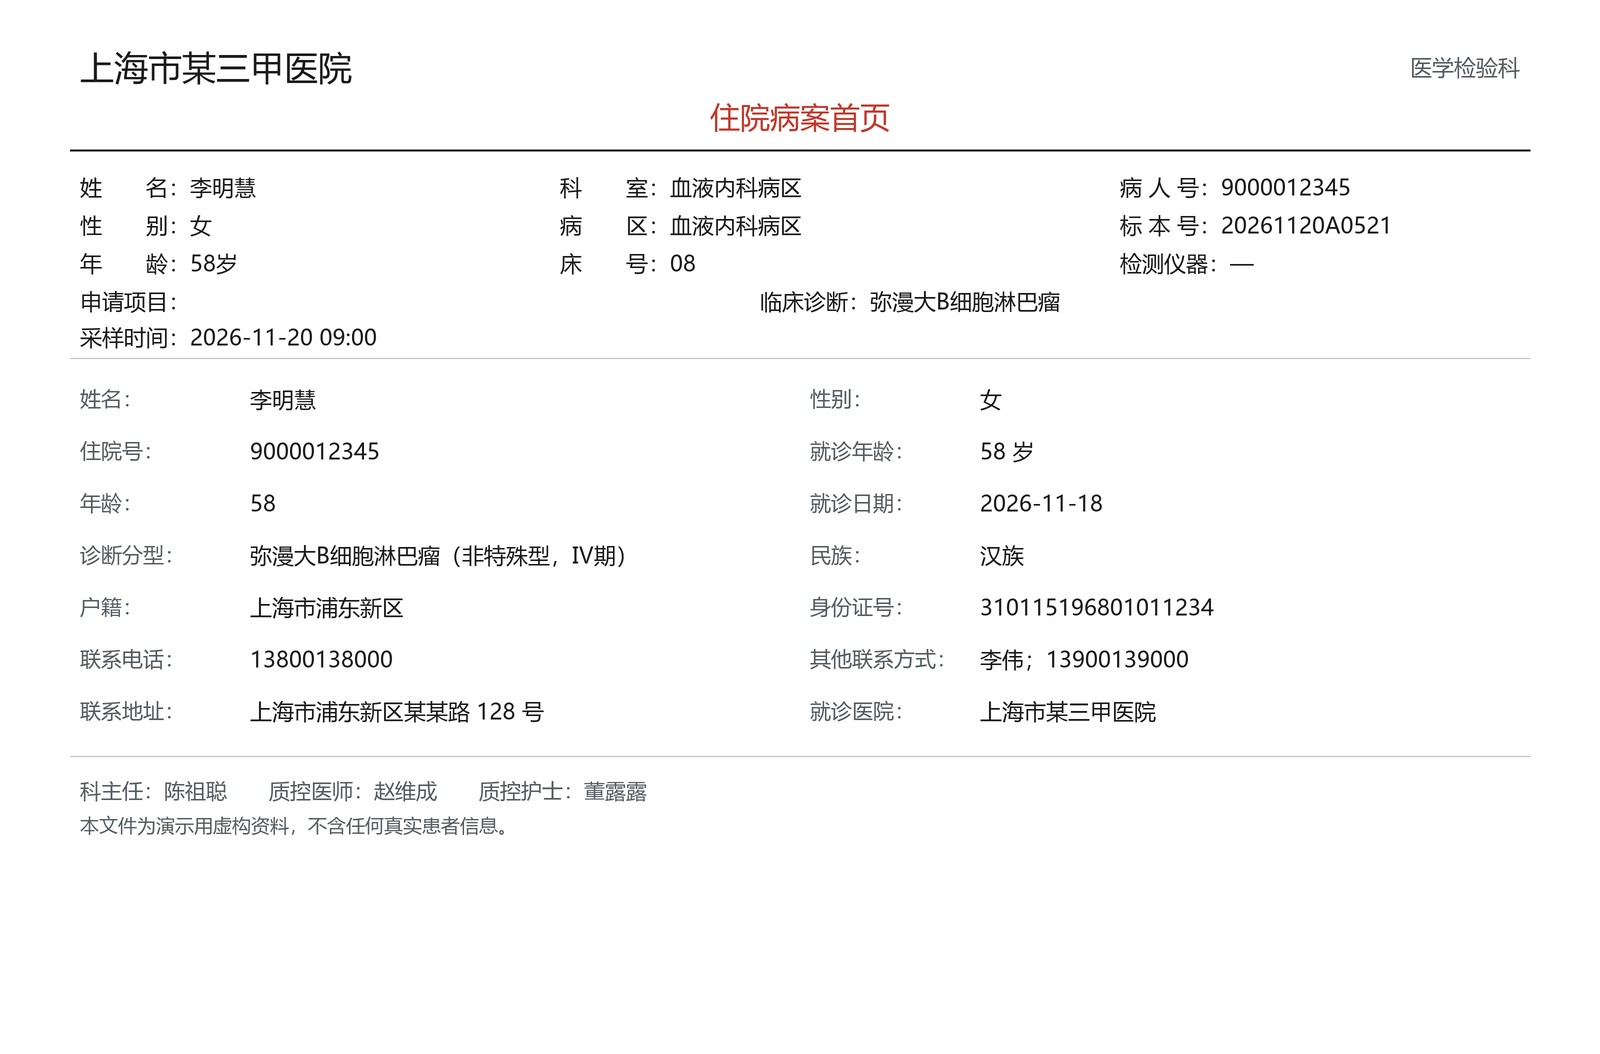 上海市某三甲医院 医学检验科
住院病案首页
姓 名：李明慧 科 室：血液内科病区 病 人 号：9000012345
性 别：女 病 区：血液内科病区 标 本 号：20261120A0521
年 龄：58岁 床 号：08 检测仪器：—
申请项目： 临床诊断：弥漫大B细胞淋巴瘤
采样时间：2026-11-20 09:00
姓名： 李明慧 性别： 女
住院号： 9000012345 就诊年龄： 58 岁
年龄： 58 就诊日期： 2026-11-18
诊断分型： 弥漫大B细胞淋巴瘤（非特殊型，IV期） 民族： 汉族
户籍： 上海市浦东新区 身份证号： 310115196801011234
联系电话： 13800138000 其他联系方式： 李伟；13900139000
联系地址： 上海市浦东新区某某路 128 号 就诊医院： 上海市某三甲医院
科主任：陈祖聪 质控医师：赵维成 质控护士：董露露
本文件为演示用虚构资料，不含任何真实患者信息。